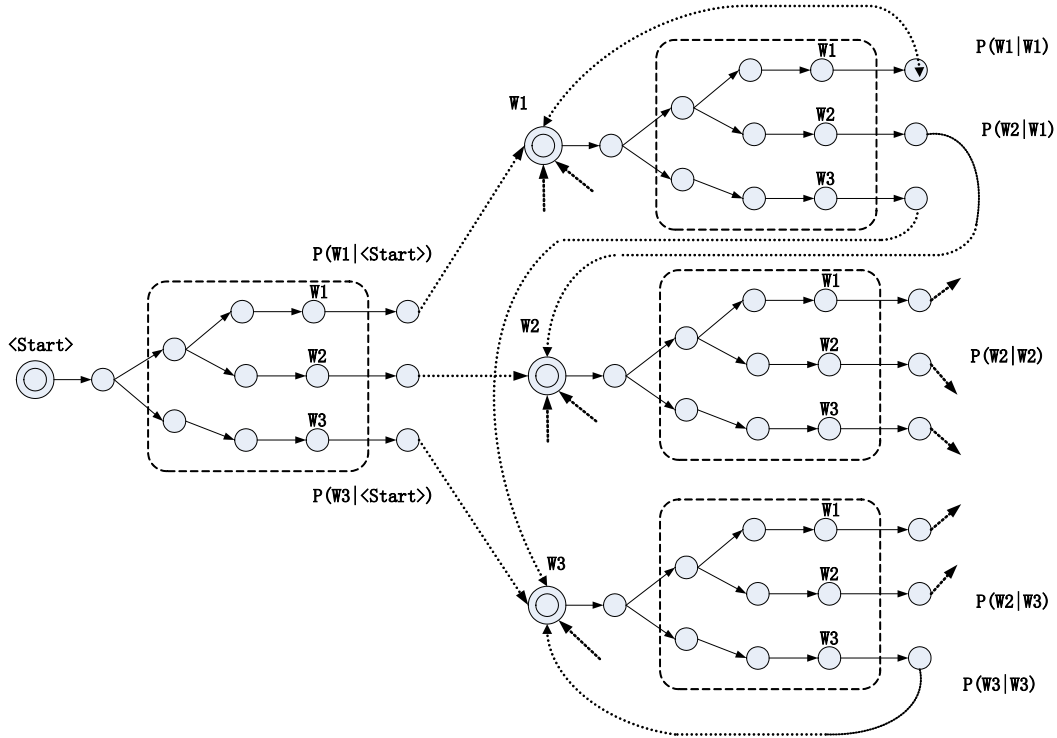 W1
P(W1|W1)
W1
W2
P(W2|W1)
W3
P(W1|<Start>)
W1
<Start>
W2
W3
P(W3|<Start>)
W2
W1
W2
P(W2|W2)
W3
W3
W1
W2
P(W2|W3)
W3
P(W3|W3)